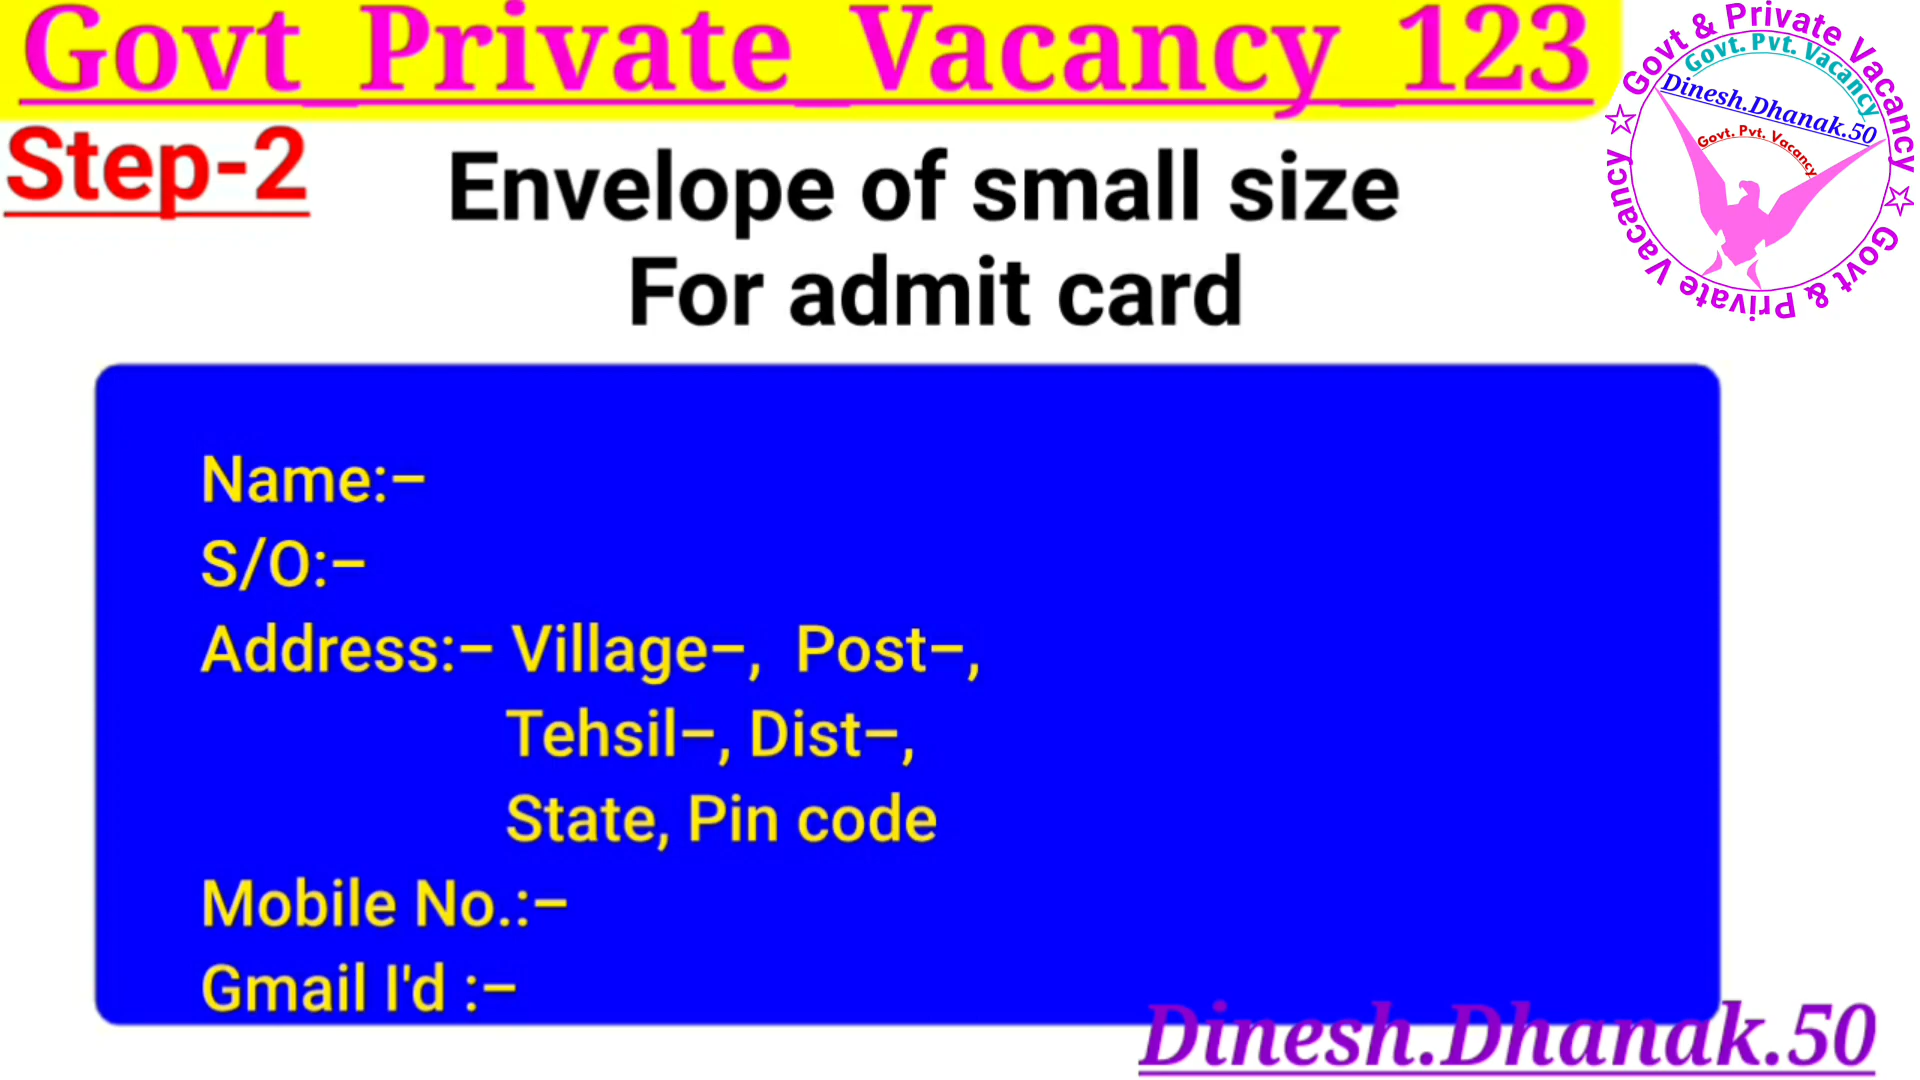 Govt_Private_Vacancy_123
Govt & Private Vacancy ☆ Govt & Private Vacancy ☆
Govt. Pvt. Vacancy
Dinesh.Dhanak.50
Govt. Pvt. Vacancy
Step-2
Envelope of small size
For admit card
Name:–
S/O:–
Address:– Village–, Post–,
Tehsil–, Dist–,
State, Pin code
Mobile No.:–
Gmail I'd :–
Dinesh.Dhanak.50